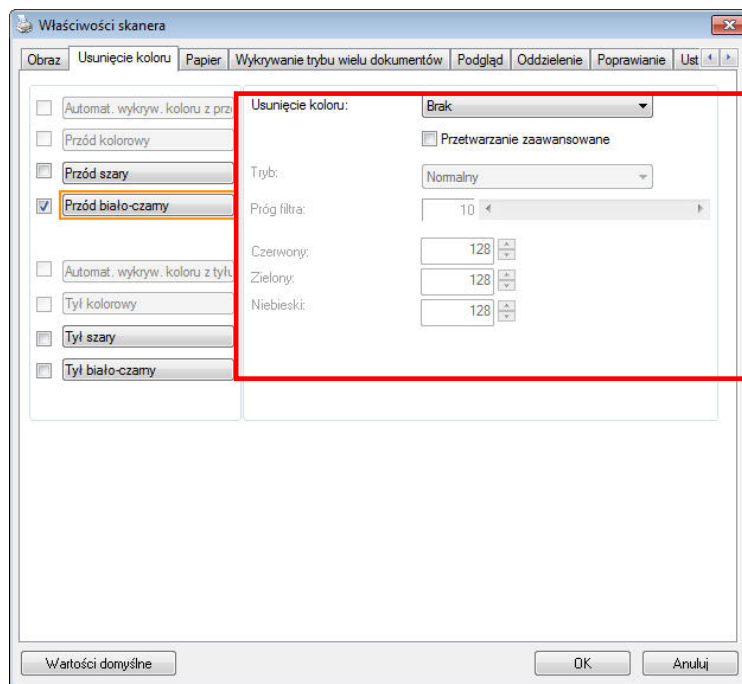 Właściwości skanera
Obraz Usunięcie koloru Papier Wykrywanie trybu wielu dokumentów Podgląd Oddzielenie Poprawianie Ust
Automat. wykryw. koloru z prz
Przód kolorowy
Przód szary
Przód biało-czarny
Automat. wykryw. koloru z tyłu
Tył kolorowy
Tył szary
Tył biało-czarny
Usunięcie koloru: Brak
Przetwarzanie zaawansowane
Tryb: Normalny
Próg filtra: 10
Czerwony: 128
Zielony: 128
Niebieski: 128
Wartości domyślne OK Anuluj